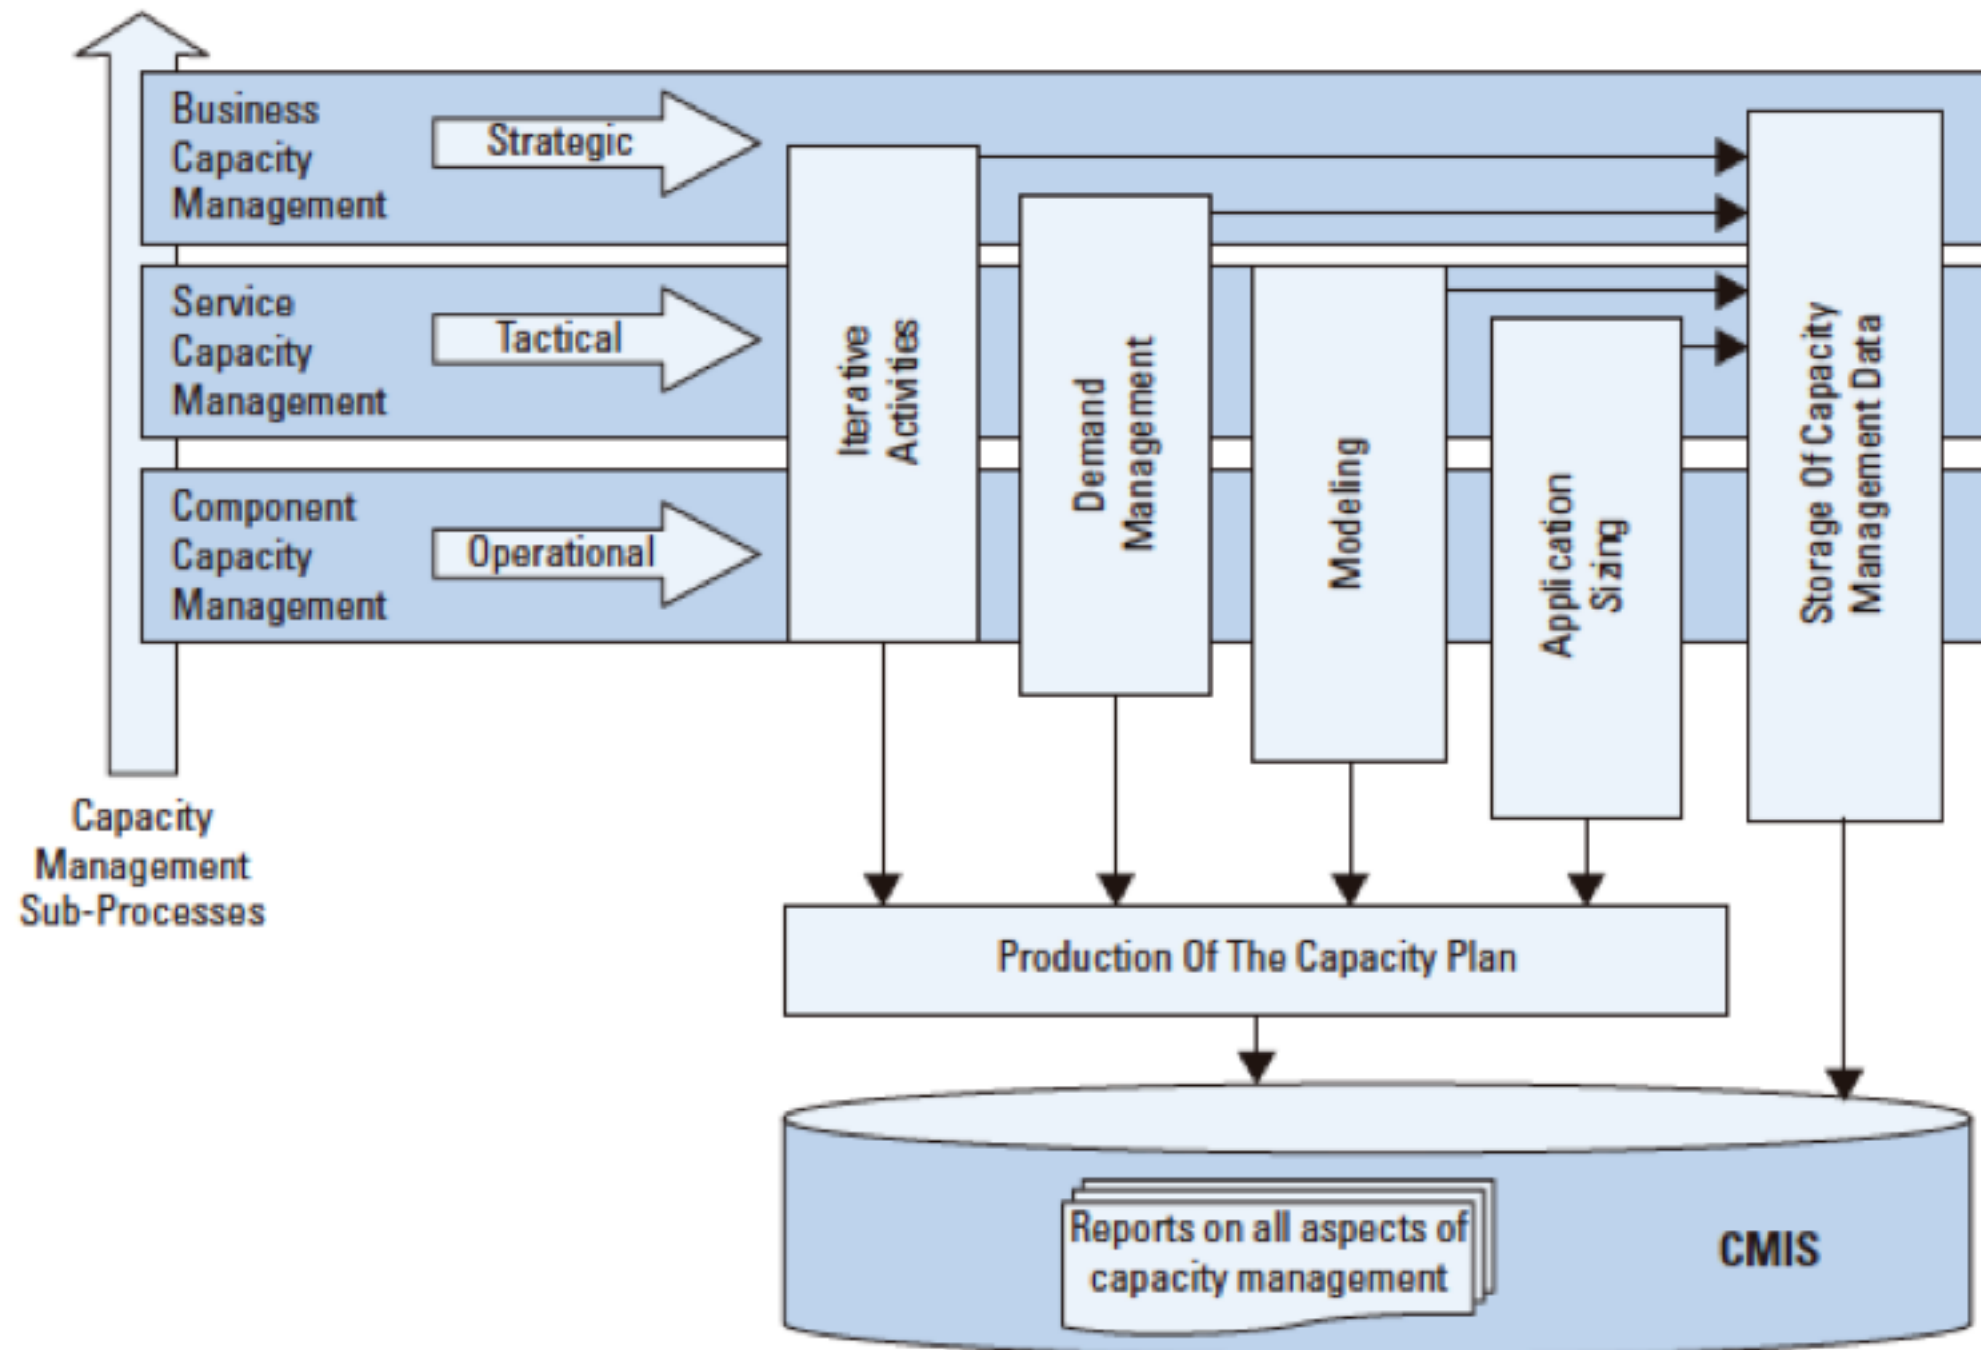 Business
Capacity
Management
Strategic
Service
Capacity
Management
Tactical
Component
Capacity
Management
Operational
Iterative
Activities
Demand
Management
Modeling
Application
Sizing
Storage Of Capacity
Management Data
Capacity
Management
Sub-Processes
Production Of The Capacity Plan
Reports on all aspects of
capacity management
CMIS